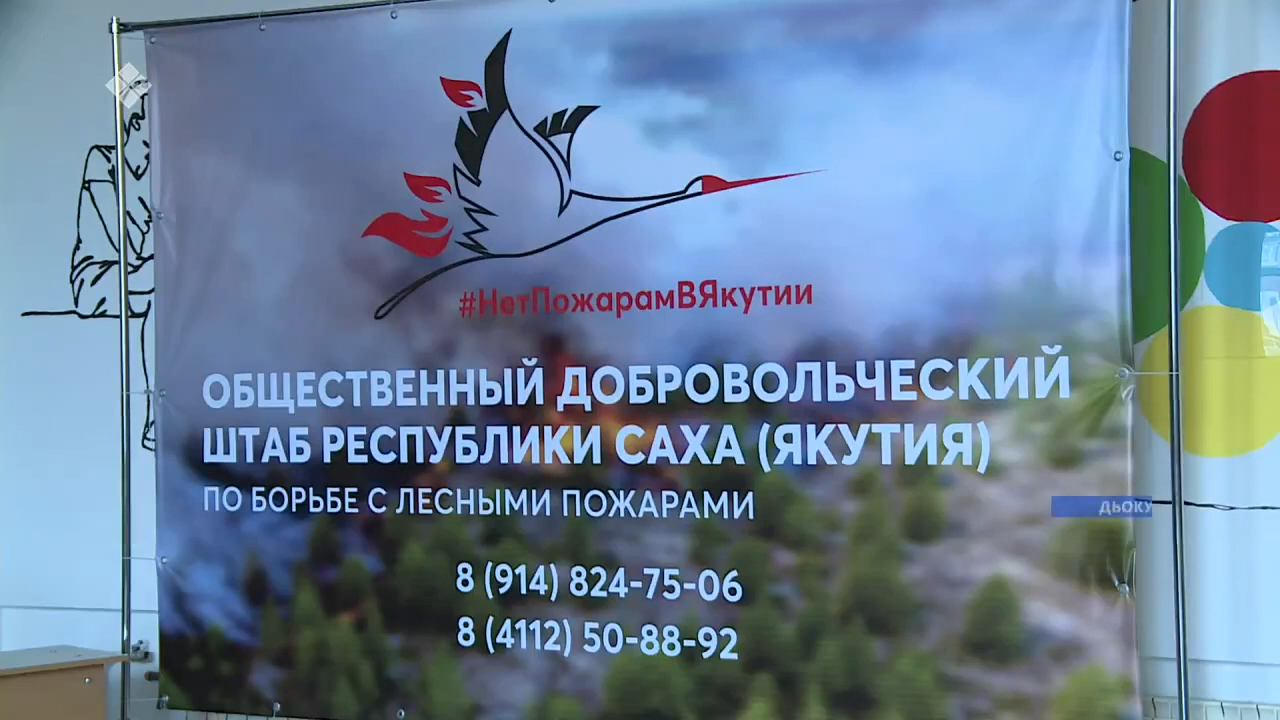 #НетПожарамВЯкутии
ОБЩЕСТВЕННЫЙ ДОБРОВОЛЬЧЕСКИЙ
ШТАБ РЕСПУБЛИКИ САХА (ЯКУТИЯ)
ПО БОРЬБЕ С ЛЕСНЫМИ ПОЖАРАМИ
ДЬОКУ
8 (914) 824-75-06
8 (4112) 50-88-92